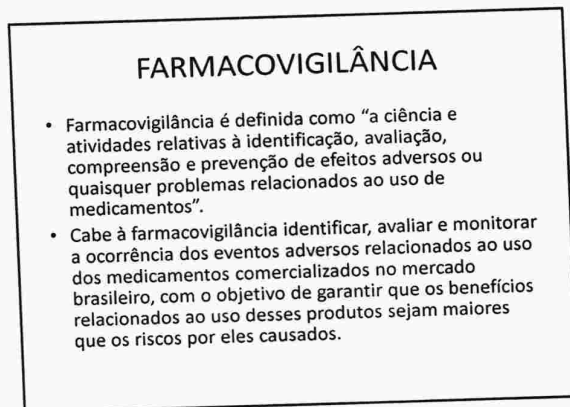 FARMACOVIGILÂNCIA
• Farmacovigilância é definida como “a ciência e
atividades relativas à identificação, avaliação,
compreensão e prevenção de efeitos adversos ou
quaisquer problemas relacionados ao uso de
medicamentos”.
• Cabe à farmacovigilância identificar, avaliar e monitorar
a ocorrência dos eventos adversos relacionados ao uso
dos medicamentos comercializados no mercado
brasileiro, com o objetivo de garantir que os benefícios
relacionados ao uso desses produtos sejam maiores
que os riscos por eles causados.